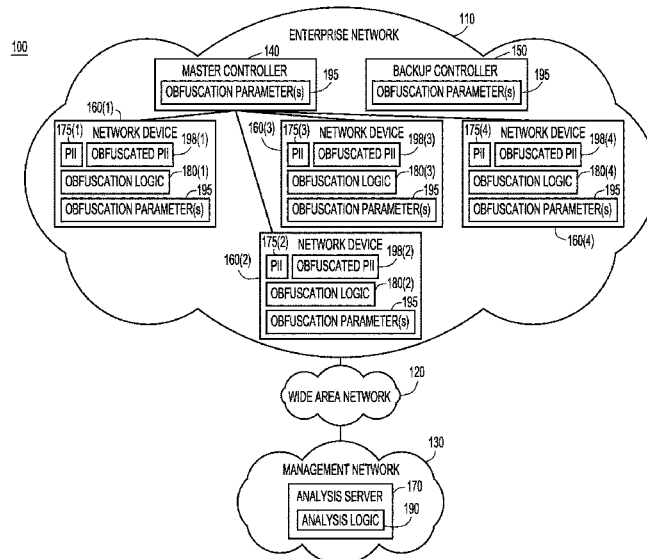 100
110
ENTERPRISE NETWORK
140
150
MASTER CONTROLLER
OBFUSCATION PARAMETER(S)
195
BACKUP CONTROLLER
OBFUSCATION PARAMETER(S)
195
160(1)
175(1)
NETWORK DEVICE
198(1)
PII
OBFUSCATED PII
180(1)
OBFUSCATION LOGIC
195
OBFUSCATION PARAMETER(S)
160(3)
175(3)
NETWORK DEVICE
198(3)
PII
OBFUSCATED PII
180(3)
OBFUSCATION LOGIC
195
OBFUSCATION PARAMETER(S)
175(4)
NETWORK DEVICE
198(4)
PII
OBFUSCATED PII
180(4)
OBFUSCATION LOGIC
195
OBFUSCATION PARAMETER(S)
160(4)
160(2)
175(2)
NETWORK DEVICE
198(2)
PII
OBFUSCATED PII
180(2)
OBFUSCATION LOGIC
195
OBFUSCATION PARAMETER(S)
120
WIDE AREA NETWORK
130
MANAGEMENT NETWORK
170
ANALYSIS SERVER
ANALYSIS LOGIC
190